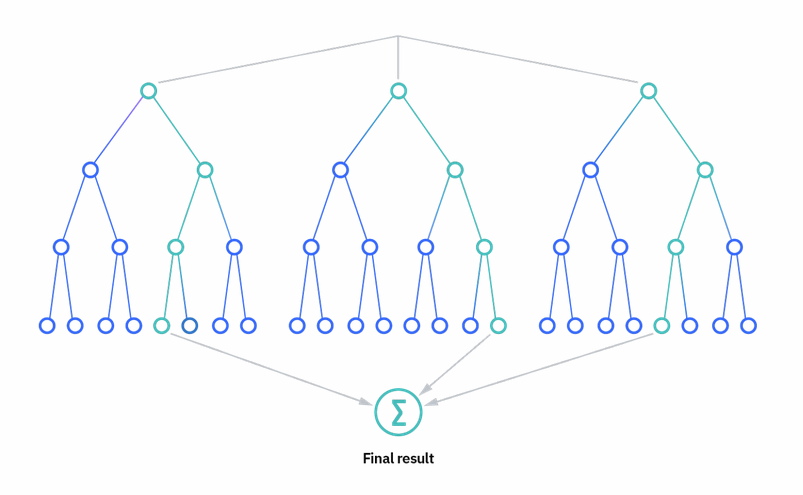 Σ
Final result